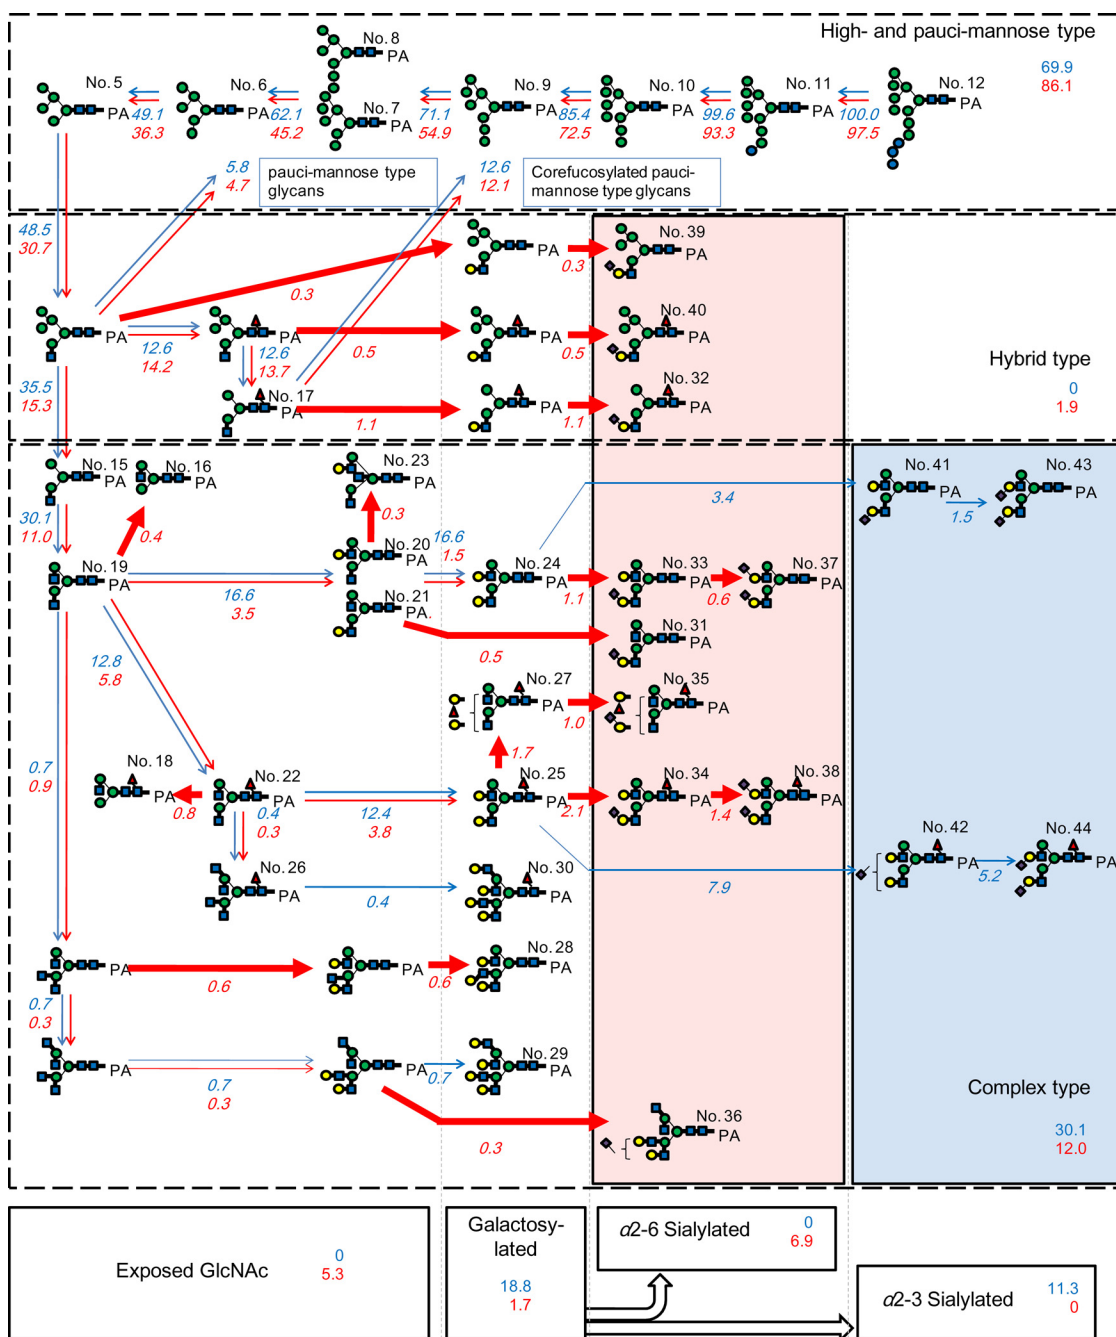 High- and pauci-mannose type
69.9
86.1
No. 8
PA
No. 5
PA
49.1
36.3
No. 6
PA
62.1
45.2
No. 7
PA
71.1
54.9
No. 9
PA
85.4
72.5
No. 10
PA
99.6
93.3
No. 11
PA
100.0
97.5
No. 12
PA
5.8
4.7
pauci-mannose type
glycans
12.6
12.1
Corefucosylated pauci-
mannose type glycans
48.5
30.7
PA
0.3
PA
0.3
No. 39
PA
12.6
14.2
PA
0.5
PA
0.5
No. 40
PA
12.6
13.7
Hybrid type
0
1.9
35.5
15.3
No. 17
PA
1.1
PA
1.1
No. 32
PA
No. 15
PA
No. 16
PA
No. 23
PA
No. 41
PA
1.5
No. 43
PA
3.4
30.1
11.0
0.4
0.3
No. 19
PA
16.6
3.5
No. 20
PA
16.6
1.5
No. 24
PA
1.1
No. 33
PA
0.6
No. 37
PA
No. 21
PA.
0.5
No. 31
PA
12.8
5.8
No. 27
PA
1.0
No. 35
PA
1.7
0.7
0.9
No. 18
PA
0.8
No. 22
PA
0.4
0.3
12.4
3.8
No. 25
PA
2.1
No. 34
PA
1.4
No. 38
PA
No. 42
PA
5.2
No. 44
PA
7.9
No. 26
PA
0.4
No. 30
PA
PA
0.6
PA
0.6
No. 28
PA
0.7
0.3
PA
0.7
0.3
PA
0.7
No. 29
PA
0.3
No. 36
PA
Complex type
30.1
12.0
Exposed GlcNAc
0
5.3
Galactosy-
lated
18.8
1.7
α2-6 Sialylated
0
6.9
α2-3 Sialylated
11.3
0